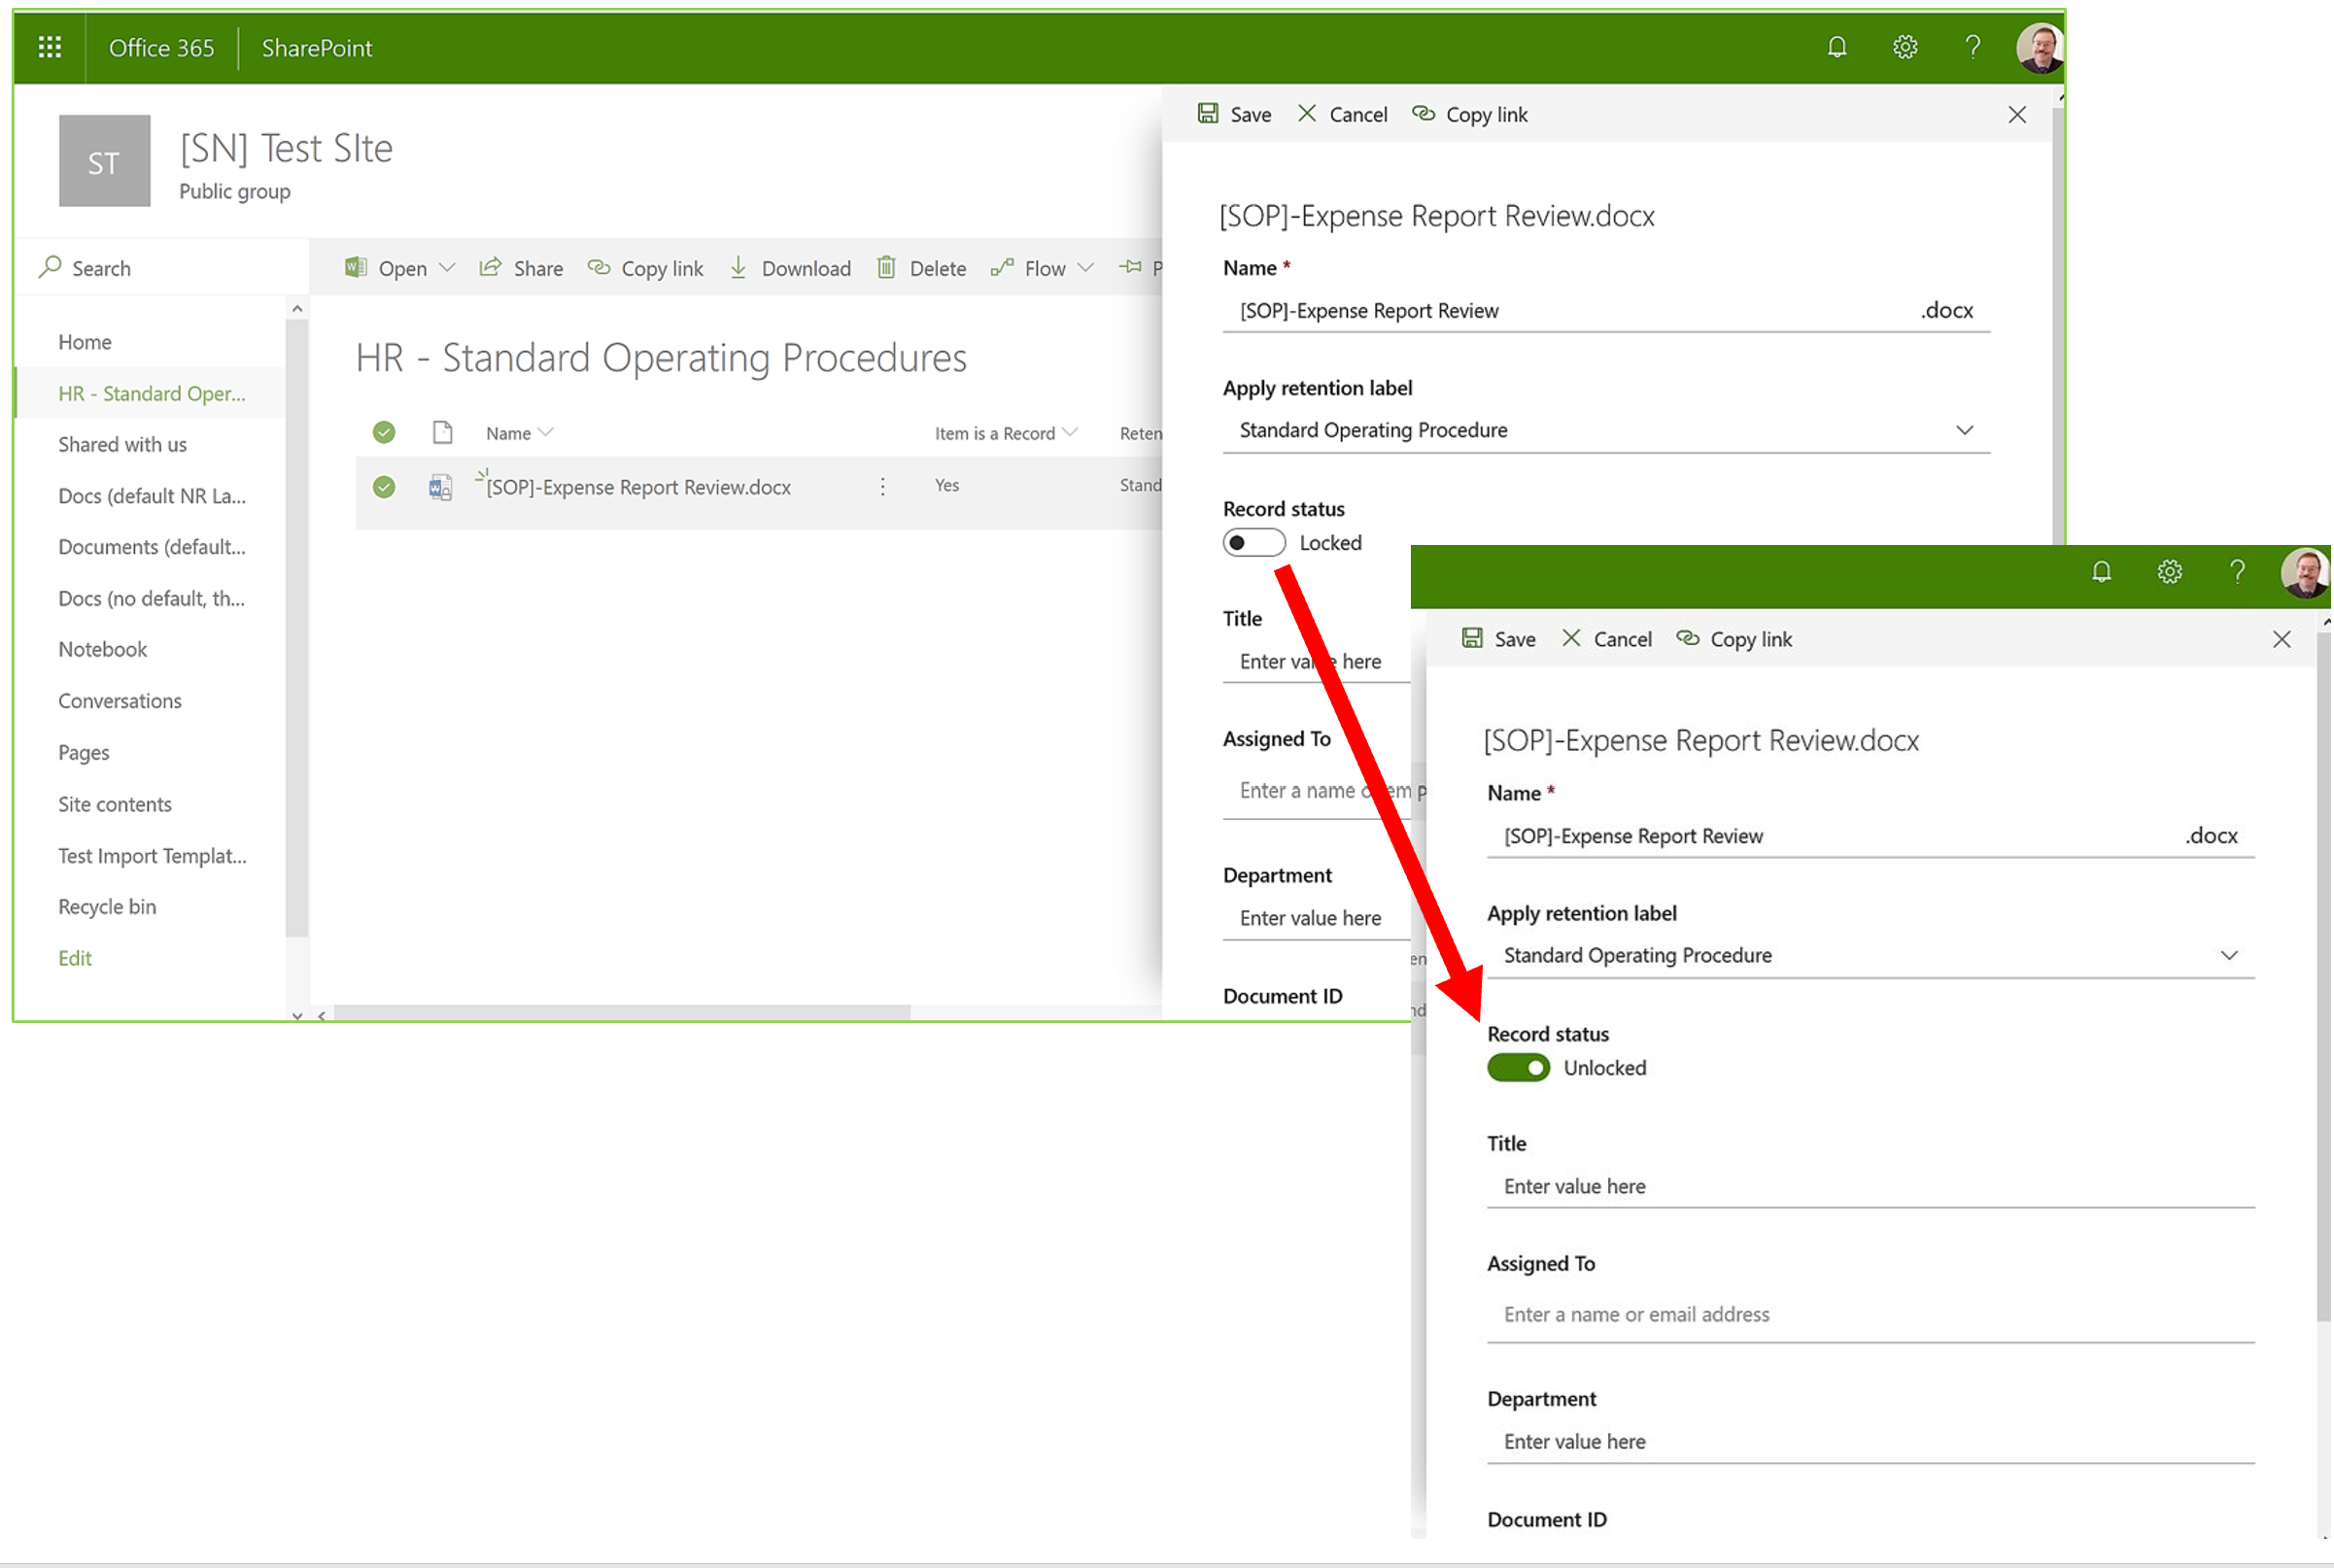 Office 365 SharePoint
ST
[SN] Test SIte
Public group
Search
Open Share Copy link Download Delete Flow P
Home
HR - Standard Oper...
Shared with us
Docs (default NR La...
Documents (default...
Docs (no default, th...
Notebook
Conversations
Pages
Site contents
Test Import Templat...
Recycle bin
Edit
HR - Standard Operating Procedures
Name Item is a Record Reten
[SOP]-Expense Report Review.docx Yes Stand
Save Cancel Copy link
[SOP]-Expense Report Review.docx
Name *
[SOP]-Expense Report Review .docx
Apply retention label
Standard Operating Procedure
Record status
Locked
Title
Enter value here
Assigned To
Enter a name or em
Department
Enter value here
Document ID
Save Cancel Copy link
[SOP]-Expense Report Review.docx
Name *
[SOP]-Expense Report Review .docx
Apply retention label
Standard Operating Procedure
Record status
Unlocked
Title
Enter value here
Assigned To
Enter a name or email address
Department
Enter value here
Document ID